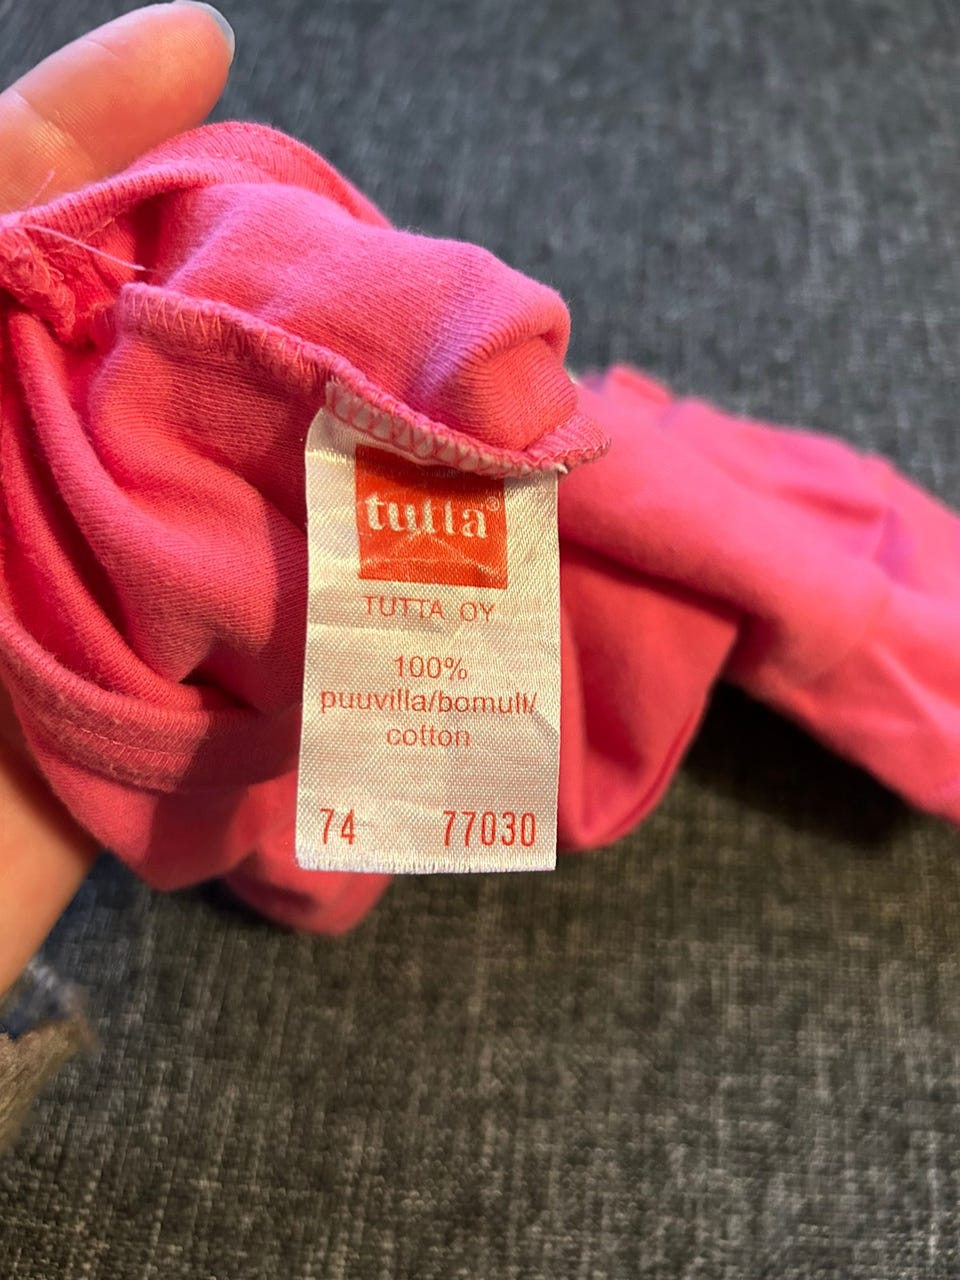 tutta®
TUTTA OY
100%
puuvilla/bomull/
cotton
74 77030